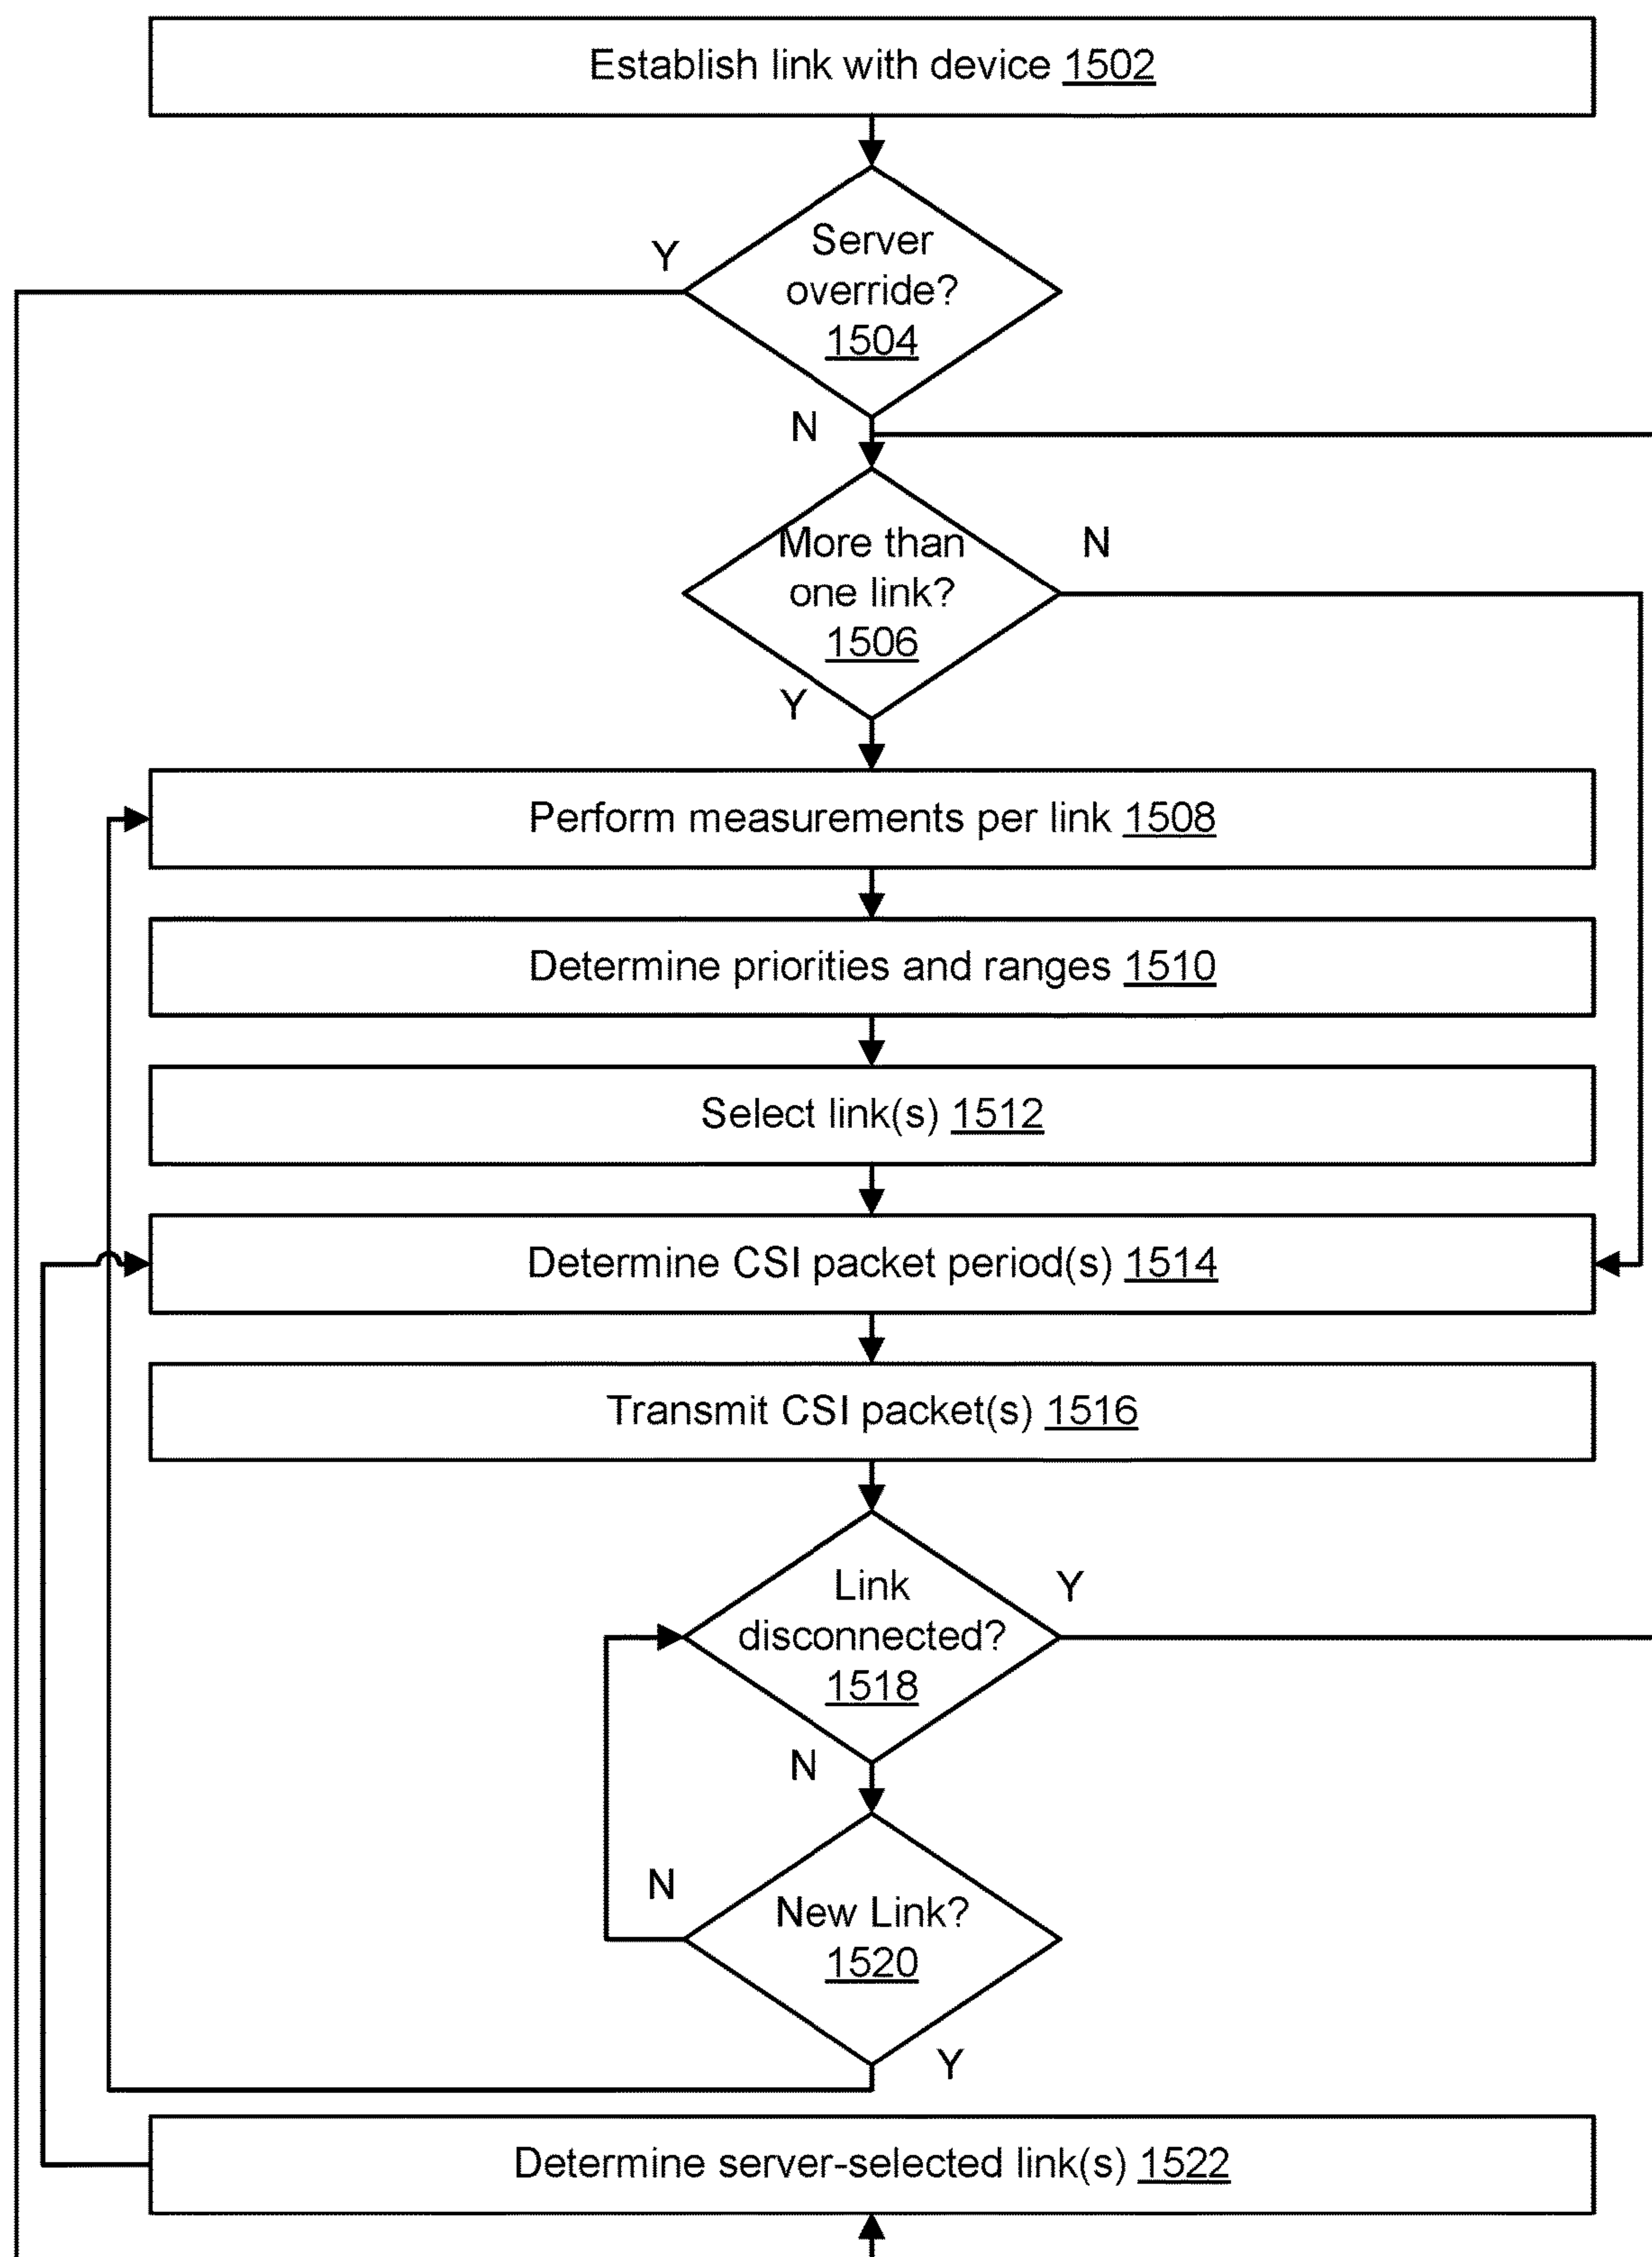 Establish link with device 1502
Server
override?
1504
Y
N
More than
one link?
1506
N
Y
Perform measurements per link 1508
Determine priorities and ranges 1510
Select link(s) 1512
Determine CSI packet period(s) 1514
Transmit CSI packet(s) 1516
Link
disconnected?
1518
Y
N
New Link?
1520
N
Y
Determine server-selected link(s) 1522